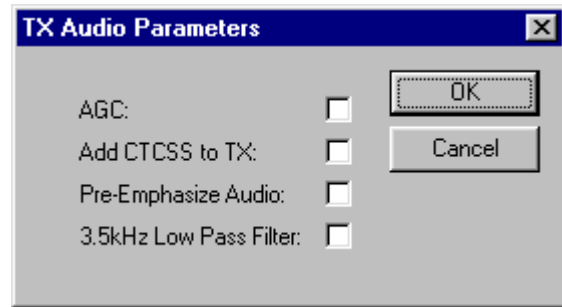 TX Audio Parameters
AGC:
Add CTCSS to TX:
Pre-Emphasize Audio:
3.5kHz Low Pass Filter:
OK
Cancel